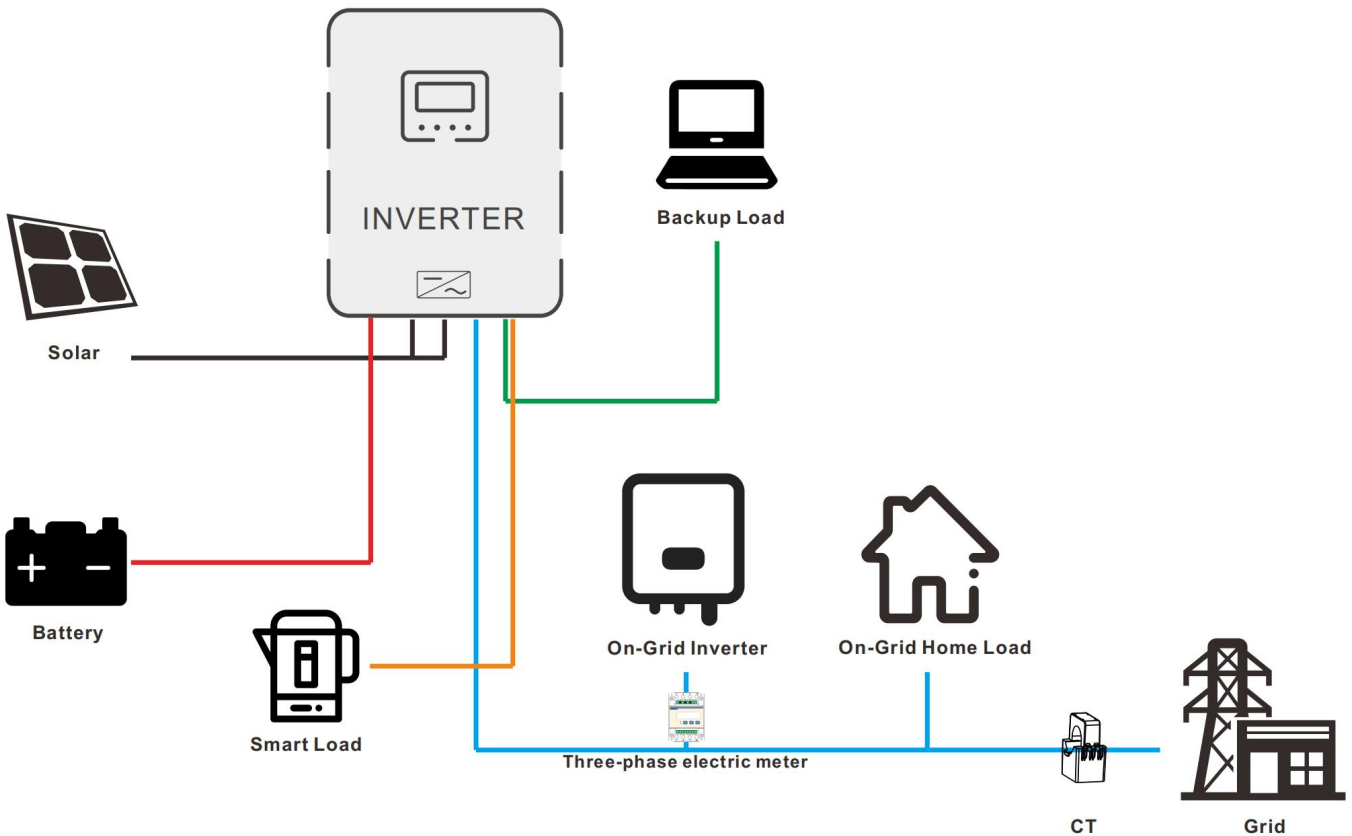 INVERTER
Backup Load
Solar
Battery
On-Grid Inverter
On-Grid Home Load
Smart Load
Three-phase electric meter
CT
Grid